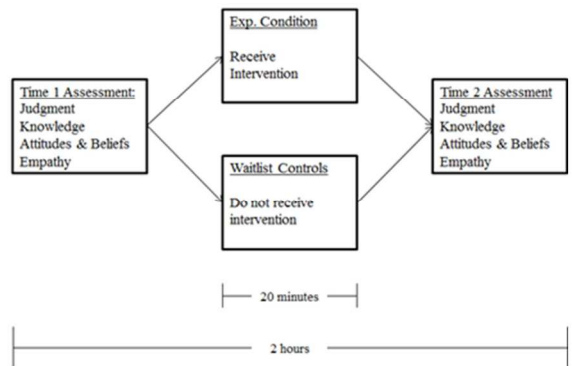 Exp. Condition
Receive
Intervention
Time 1 Assessment:
Judgment
Knowledge
Attitudes & Beliefs
Empathy
Time 2 Assessment
Judgment
Knowledge
Attitudes & Beliefs
Empathy
Waitlist Controls
Do not receive
intervention
20 minutes
2 hours